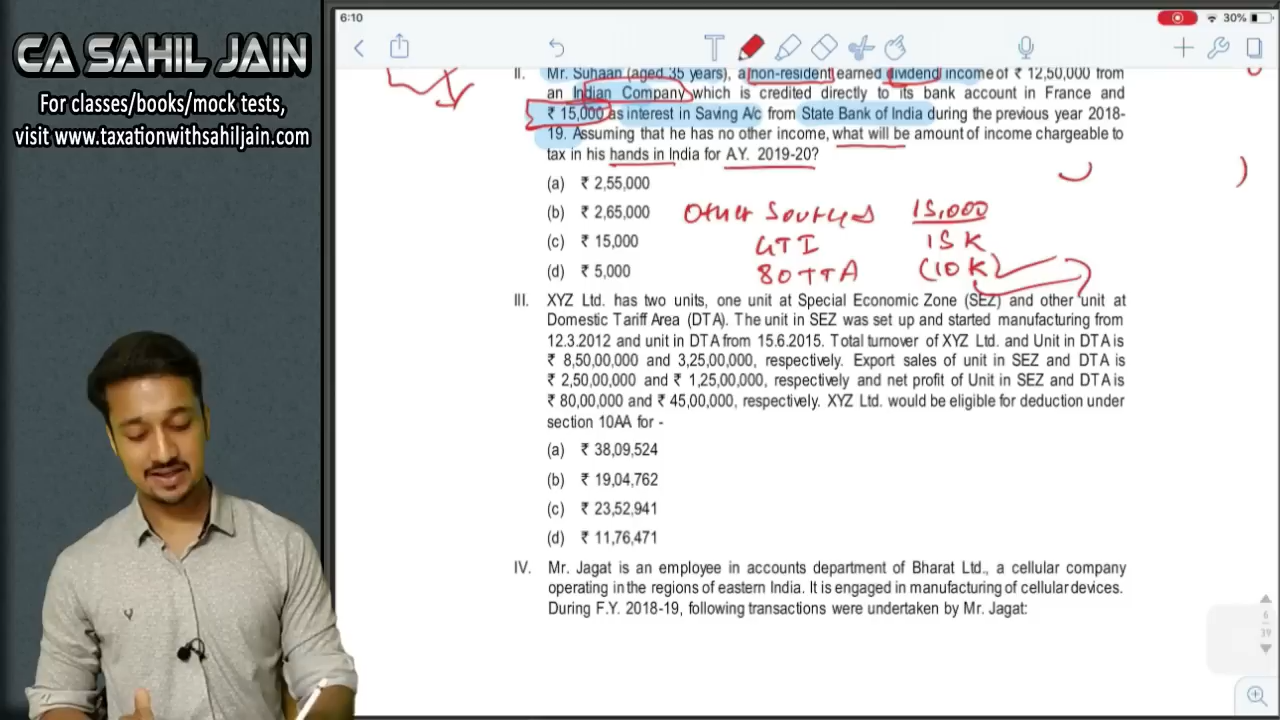 CA SAHIL JAIN
For classes/books/mock tests,
visit www.taxationwithsahiljain.com
6:10
30%
II. Mr. Suhaan (aged 35 years), a non-resident earned dividend income of ₹ 12,50,000 from
an Indian Company which is credited directly to its bank account in France and
₹ 15,000 as interest in Saving A/c from State Bank of India during the previous year 2018-
19. Assuming that he has no other income, what will be amount of income chargeable to
tax in his hands in India for A.Y. 2019-20?
(a) ₹ 2,55,000
(b) ₹ 2,65,000
(c) ₹ 15,000
(d) ₹ 5,000
Other Sources 15,000
GTI 15K
80TTA (10K)
III. XYZ Ltd. has two units, one unit at Special Economic Zone (SEZ) and other unit at
Domestic Tariff Area (DTA). The unit in SEZ was set up and started manufacturing from
12.3.2012 and unit in DTA from 15.6.2015. Total turnover of XYZ Ltd. and Unit in DTA is
₹ 8,50,00,000 and 3,25,00,000, respectively. Export sales of unit in SEZ and DTA is
₹ 2,50,00,000 and ₹ 1,25,00,000, respectively and net profit of Unit in SEZ and DTA is
₹ 80,00,000 and ₹ 45,00,000, respectively. XYZ Ltd. would be eligible for deduction under
section 10AA for -
(a) ₹ 38,09,524
(b) ₹ 19,04,762
(c) ₹ 23,52,941
(d) ₹ 11,76,471
IV. Mr. Jagat is an employee in accounts department of Bharat Ltd., a cellular company
operating in the regions of eastern India. It is engaged in manufacturing of cellular devices.
During F.Y. 2018-19, following transactions were undertaken by Mr. Jagat:
6
39